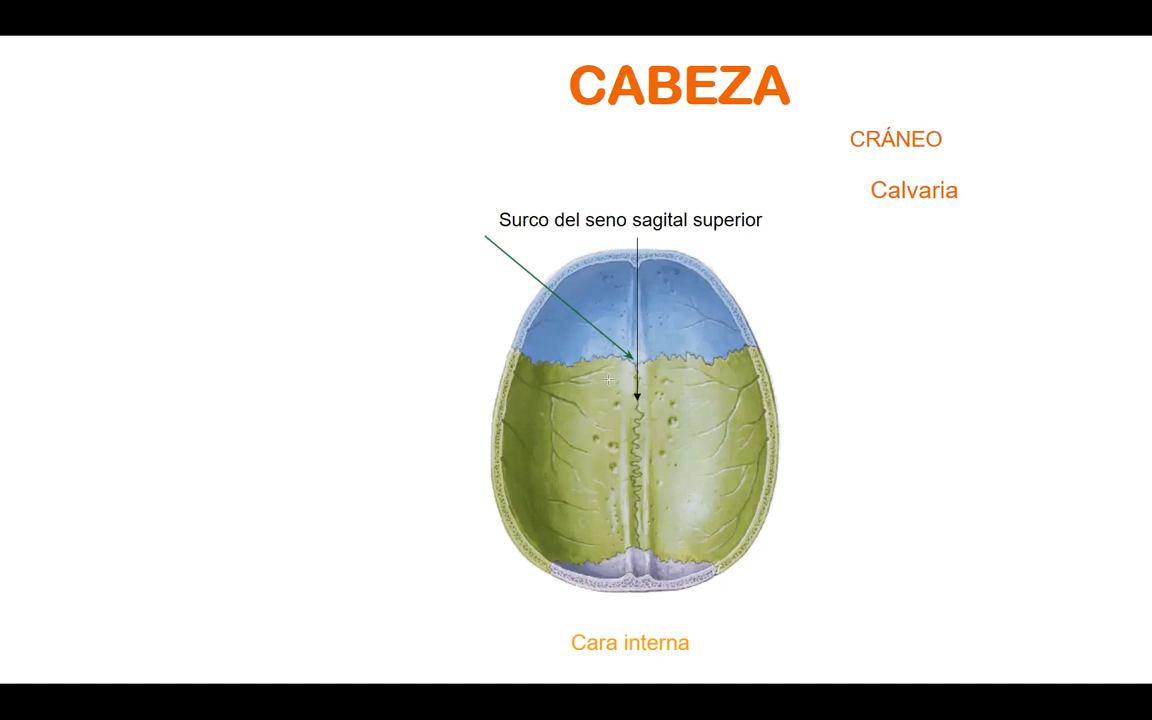 CABEZA
CRÁNEO
Calvaria
Surco del seno sagital superior
Cara interna